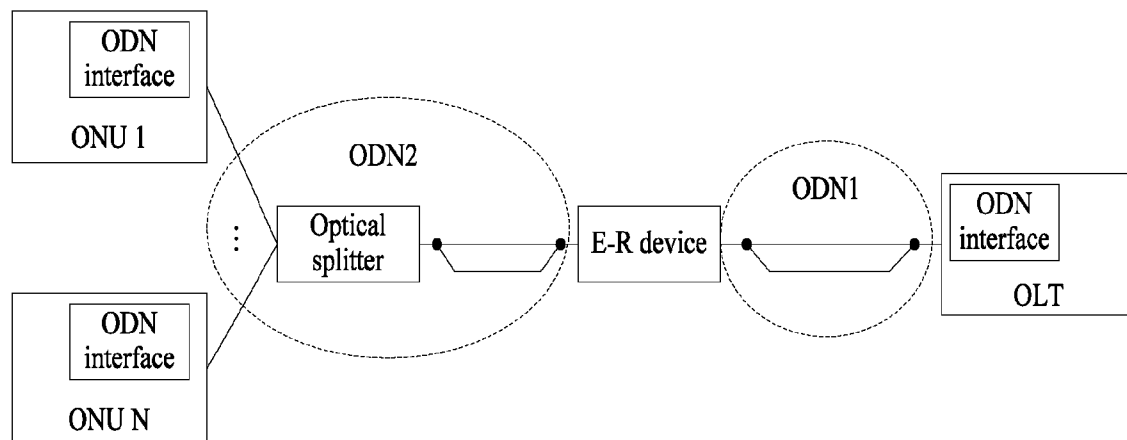 ODN
interface
ONU 1
ODN2
Optical
splitter
⋮
E-R device
ODN1
ODN
interface
OLT
ODN
interface
ONU N